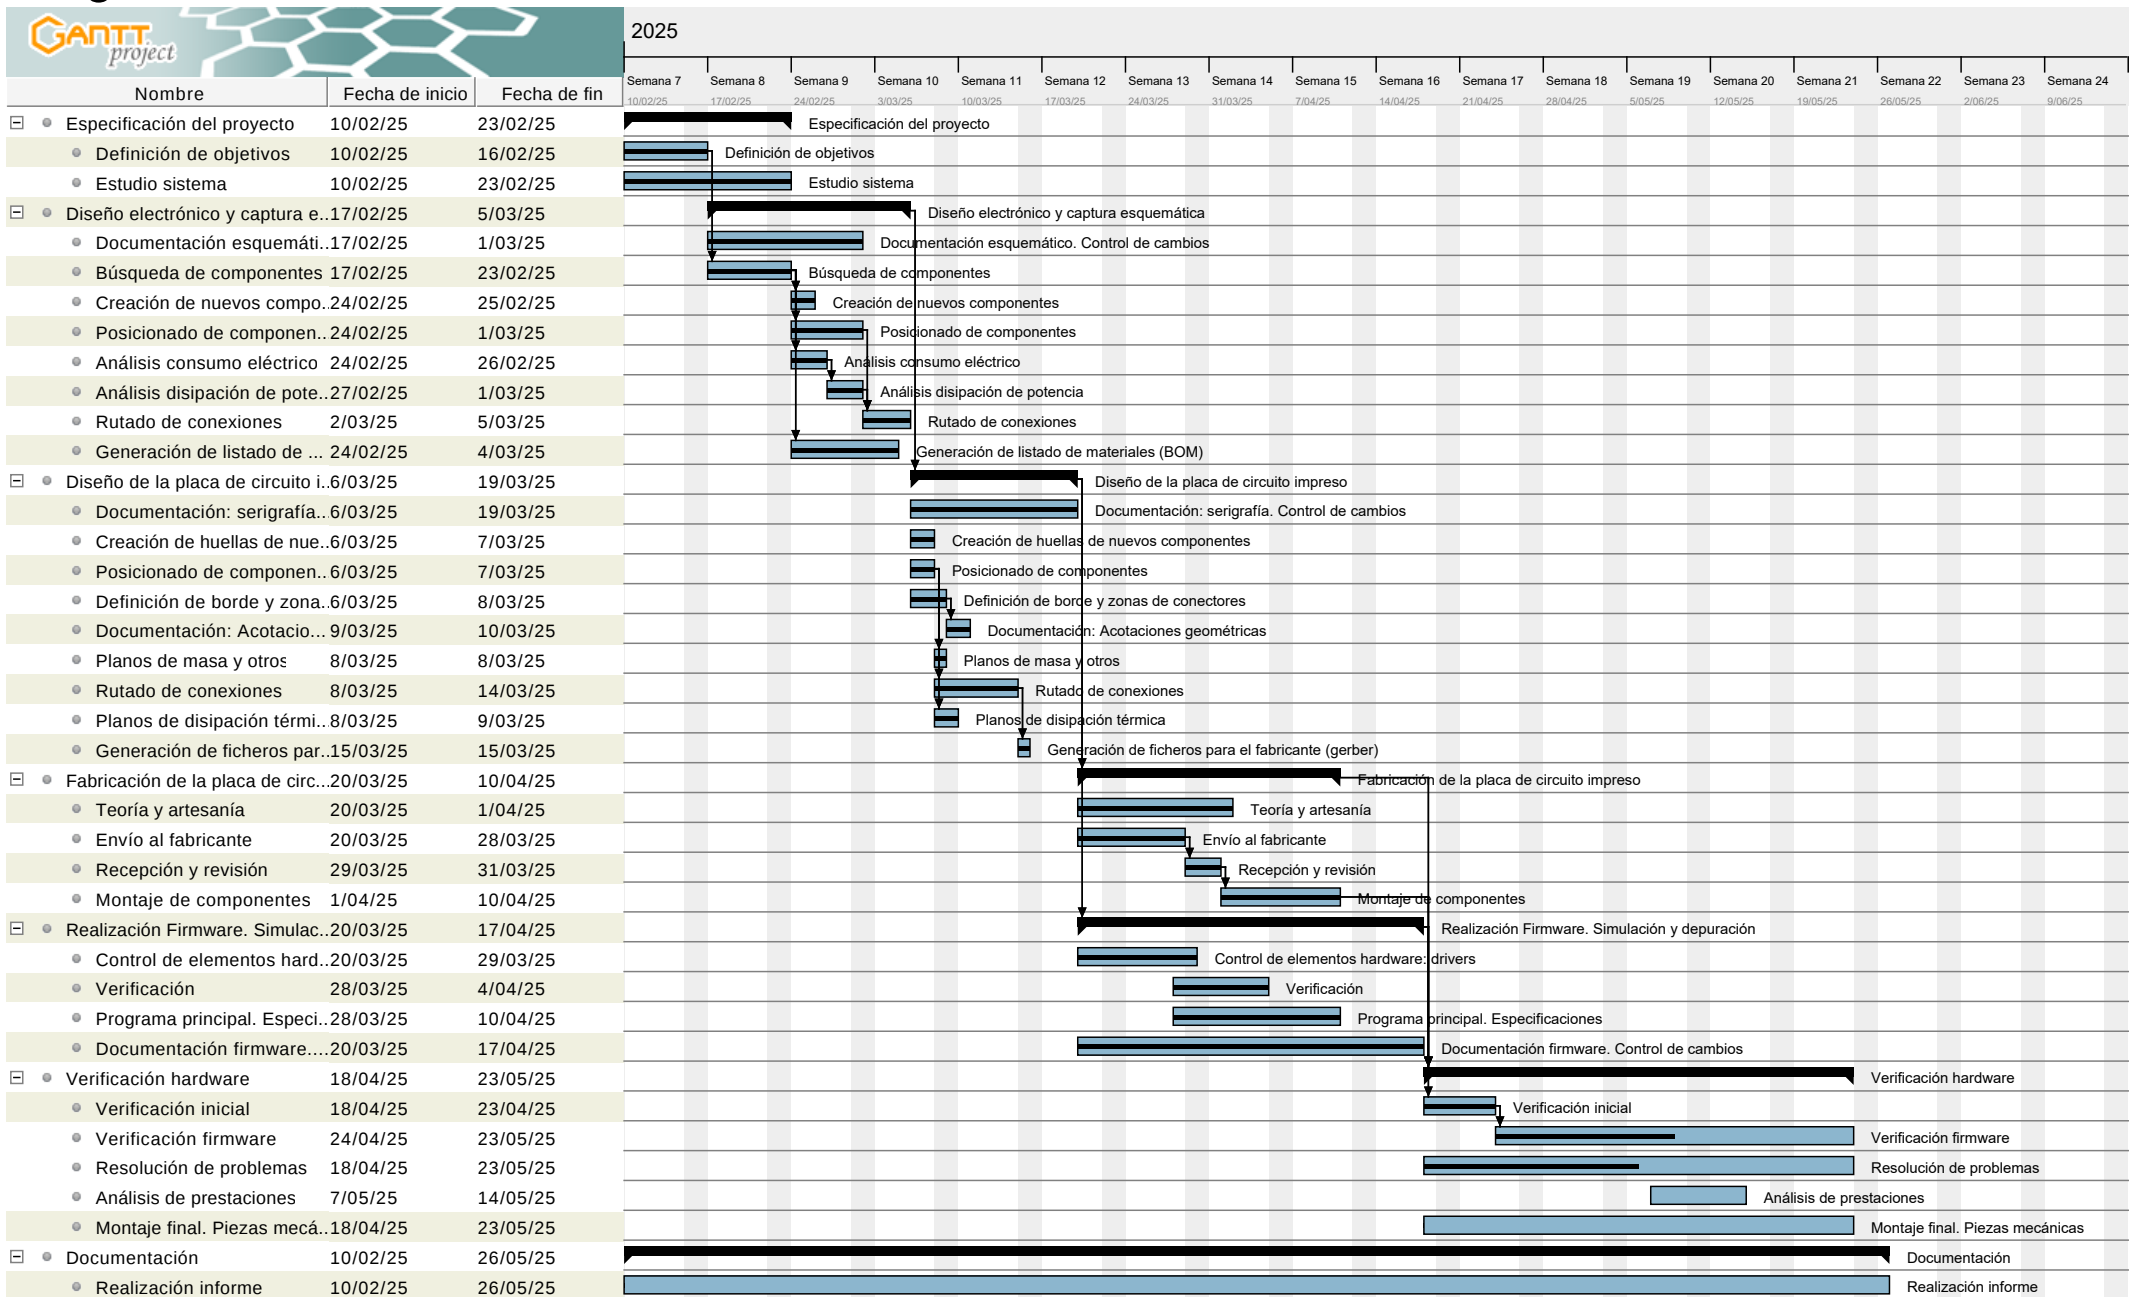 GANTT project
2025
Semana 7 Semana 8 Semana 9 Semana 10 Semana 11 Semana 12 Semana 13 Semana 14 Semana 15 Semana 16 Semana 17 Semana 18 Semana 19 Semana 20 Semana 21 Semana 22 Semana 23 Semana 24
Nombre Fecha de inicio Fecha de fin
10/02/25 17/02/25 24/02/25 3/03/25 10/03/25 17/03/25 24/03/25 31/03/25 7/04/25 14/04/25 21/04/25 28/04/25 5/05/25 12/05/25 19/05/25 26/05/25 2/06/25 9/06/25
Especificación del proyecto 10/02/25 23/02/25 Especificación del proyecto
Definición de objetivos 10/02/25 16/02/25 Definición de objetivos
Estudio sistema 10/02/25 23/02/25 Estudio sistema
Diseño electrónico y captura e.. 17/02/25 5/03/25 Diseño electrónico y captura esquemática
Documentación esquemáti.. 17/02/25 1/03/25 Documentación esquemático. Control de cambios
Búsqueda de componentes 17/02/25 23/02/25 Búsqueda de componentes
Creación de nuevos compo.. 24/02/25 25/02/25 Creación de nuevos componentes
Posicionado de componen.. 24/02/25 1/03/25 Posicionado de componentes
Análisis consumo eléctrico 24/02/25 26/02/25 Análisis consumo eléctrico
Análisis disipación de pote.. 27/02/25 1/03/25 Análisis disipación de potencia
Rutado de conexiones 2/03/25 5/03/25 Rutado de conexiones
Generación de listado de ... 24/02/25 4/03/25 Generación de listado de materiales (BOM)
Diseño de la placa de circuito i.. 6/03/25 19/03/25 Diseño de la placa de circuito impreso
Documentación: serigrafía.. 6/03/25 19/03/25 Documentación: serigrafía. Control de cambios
Creación de huellas de nue.. 6/03/25 7/03/25 Creación de huellas de nuevos componentes
Posicionado de componen.. 6/03/25 7/03/25 Posicionado de componentes
Definición de borde y zona.. 6/03/25 8/03/25 Definición de borde y zonas de conectores
Documentación: Acotacio... 9/03/25 10/03/25 Documentación: Acotaciones geométricas
Planos de masa y otros 8/03/25 8/03/25 Planos de masa y otros
Rutado de conexiones 8/03/25 14/03/25 Rutado de conexiones
Planos de disipación térmi.. 8/03/25 9/03/25 Planos de disipación térmica
Generación de ficheros par.. 15/03/25 15/03/25 Generación de ficheros para el fabricante (gerber)
Fabricación de la placa de circ... 20/03/25 10/04/25 Fabricación de la placa de circuito impreso
Teoría y artesanía 20/03/25 1/04/25 Teoría y artesanía
Envío al fabricante 20/03/25 28/03/25 Envío al fabricante
Recepción y revisión 29/03/25 31/03/25 Recepción y revisión
Montaje de componentes 1/04/25 10/04/25 Montaje de componentes
Realización Firmware. Simulac.. 20/03/25 17/04/25 Realización Firmware. Simulación y depuración
Control de elementos hard.. 20/03/25 29/03/25 Control de elementos hardware: drivers
Verificación 28/03/25 4/04/25 Verificación
Programa principal. Especi.. 28/03/25 10/04/25 Programa principal. Especificaciones
Documentación firmware.... 20/03/25 17/04/25 Documentación firmware. Control de cambios
Verificación hardware 18/04/25 23/05/25 Verificación hardware
Verificación inicial 18/04/25 23/04/25 Verificación inicial
Verificación firmware 24/04/25 23/05/25 Verificación firmware
Resolución de problemas 18/04/25 23/05/25 Resolución de problemas
Análisis de prestaciones 7/05/25 14/05/25 Análisis de prestaciones
Montaje final. Piezas mecá.. 18/04/25 23/05/25 Montaje final. Piezas mecánicas
Documentación 10/02/25 26/05/25 Documentación
Realización informe 10/02/25 26/05/25 Realización informe